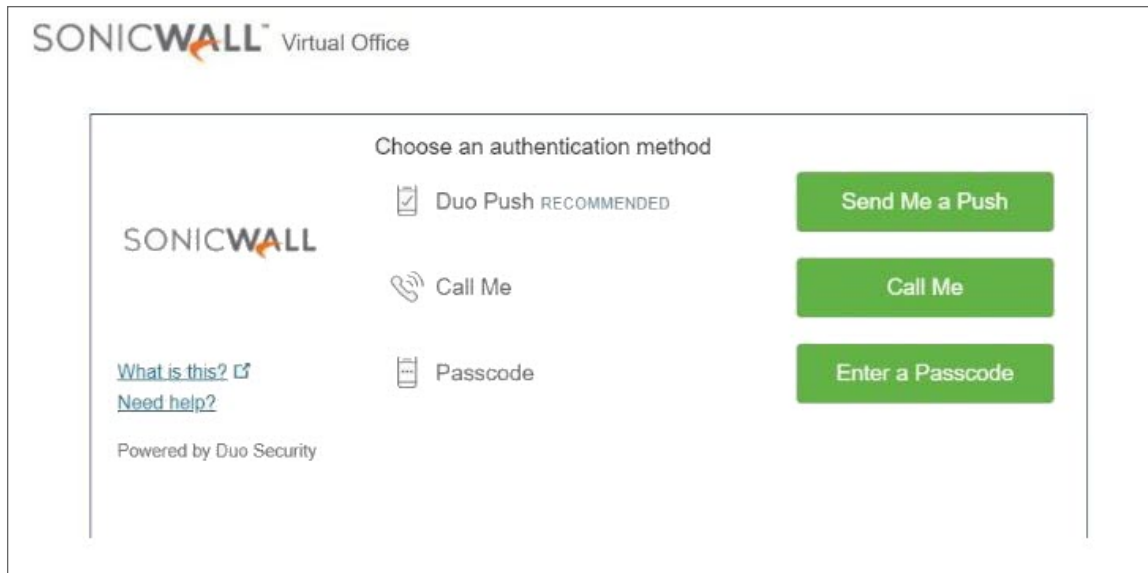 SONICWALL™ Virtual Office
Choose an authentication method
Duo Push RECOMMENDED
Send Me a Push
SONICWALL
Call Me
Call Me
What is this?
Passcode
Enter a Passcode
Need help?
Powered by Duo Security